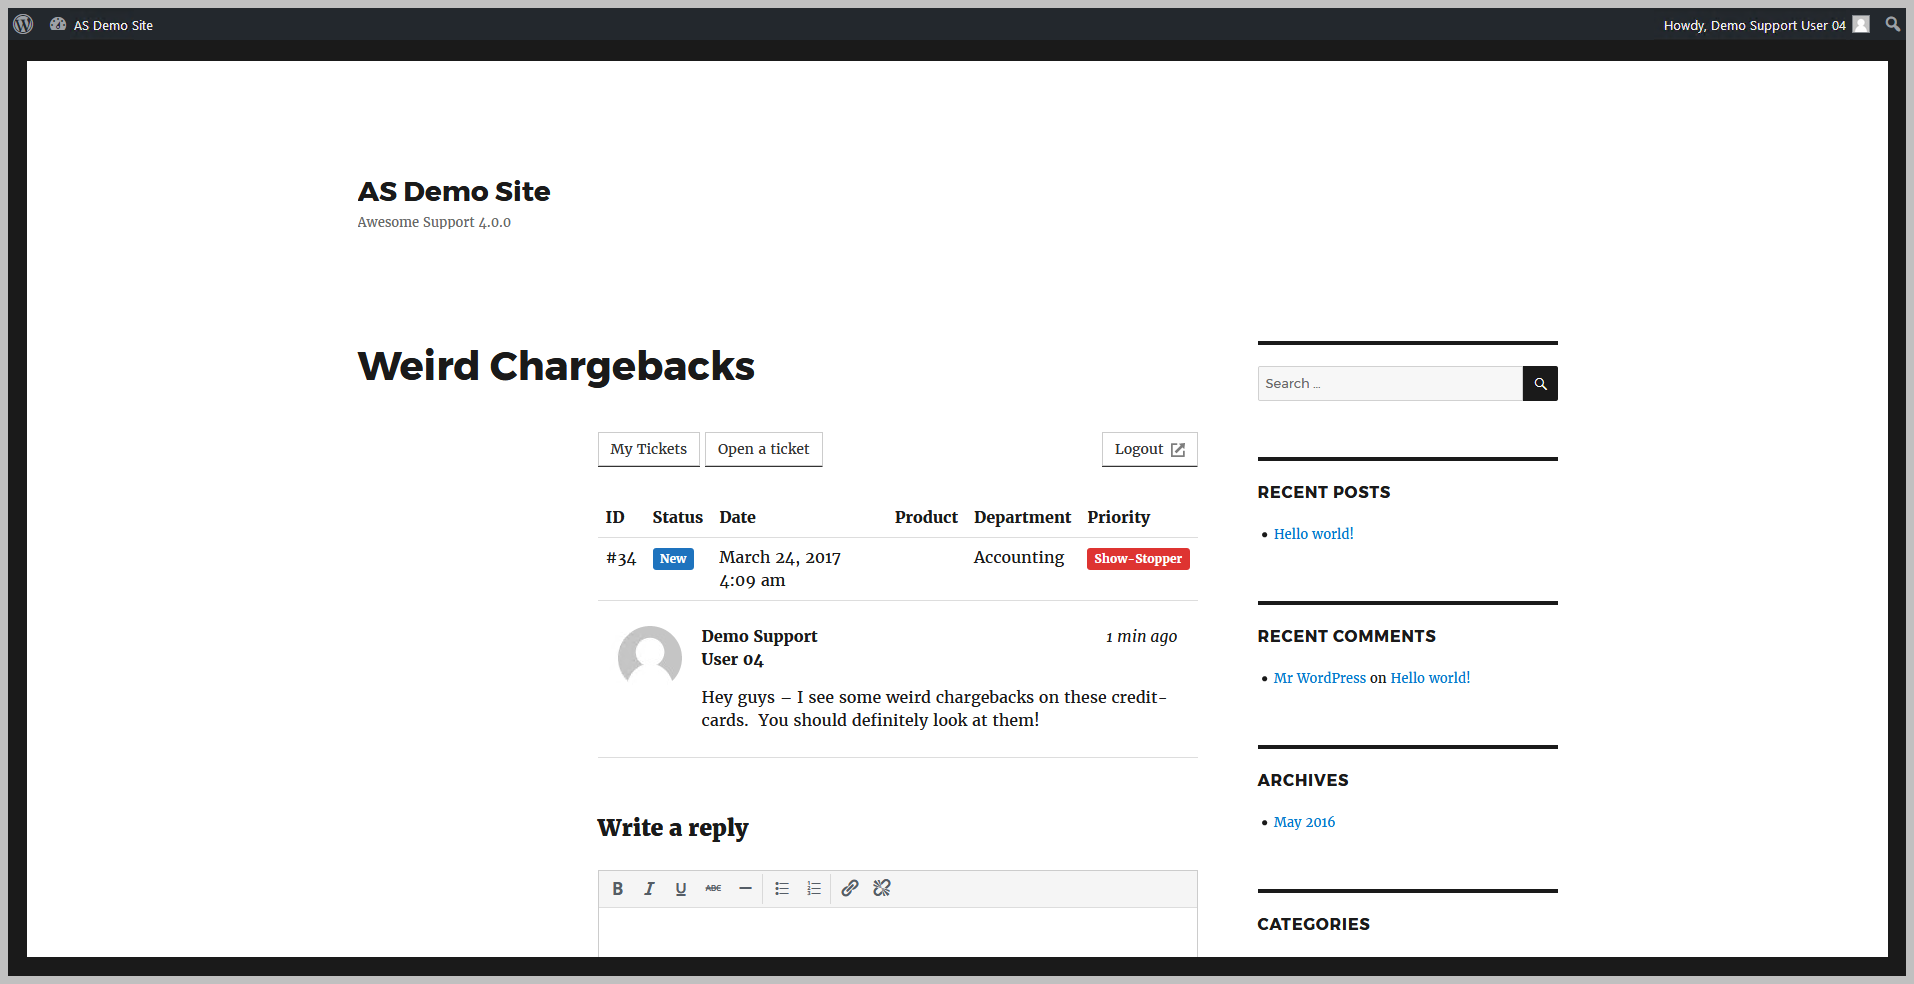 AS Demo Site
Howdy, Demo Support User 04
AS Demo Site
Awesome Support 4.0.0
Weird Chargebacks
My Tickets
Open a ticket
Logout
ID Status Date Product Department Priority
#34 New March 24, 2017 Accounting Show-Stopper
4:09 am
Demo Support 1 min ago
User 04
Hey guys – I see some weird chargebacks on these credit-
cards.  You should definitely look at them!
Write a reply
B I U ABC
Search …
RECENT POSTS
Hello world!
RECENT COMMENTS
Mr WordPress on Hello world!
ARCHIVES
May 2016
CATEGORIES